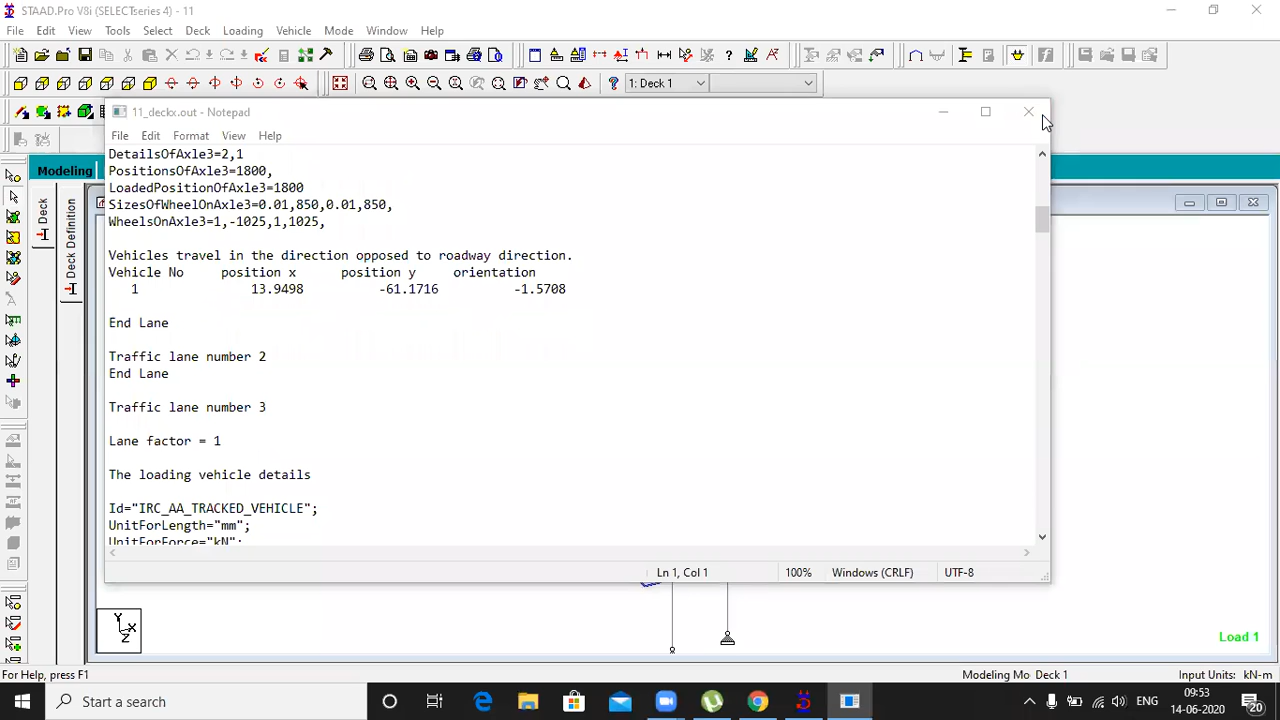 STAAD.Pro V8i (SELECTseries 4) - 11
File Edit View Tools Select Deck Loading Vehicle Mode Window Help
1: Deck 1
11_deckx.out - Notepad
File Edit Format View Help
Modeling
Deck
Deck Definition
DetailsOfAxle3=2,1
PositionsOfAxle3=1800,
LoadedPositionOfAxle3=1800
SizesOfWheelOnAxle3=0.01,850,0.01,850,
WheelsOnAxle3=1,-1025,1,1025,
Vehicles travel in the direction opposed to roadway direction.
Vehicle No position x position y orientation
1 13.9498 -61.1716 -1.5708
End Lane
Traffic lane number 2
End Lane
Traffic lane number 3
Lane factor = 1
The loading vehicle details
Id="IRC_AA_TRACKED_VEHICLE";
UnitForLength="mm";
UnitForForce="kN";
Ln 1, Col 1 100% Windows (CRLF) UTF-8
Y
X
Z
Load 1
For Help, press F1
Modeling Mo Deck 1 Input Units: kN-m
Start a search
ENG
09:53
14-06-2020
20